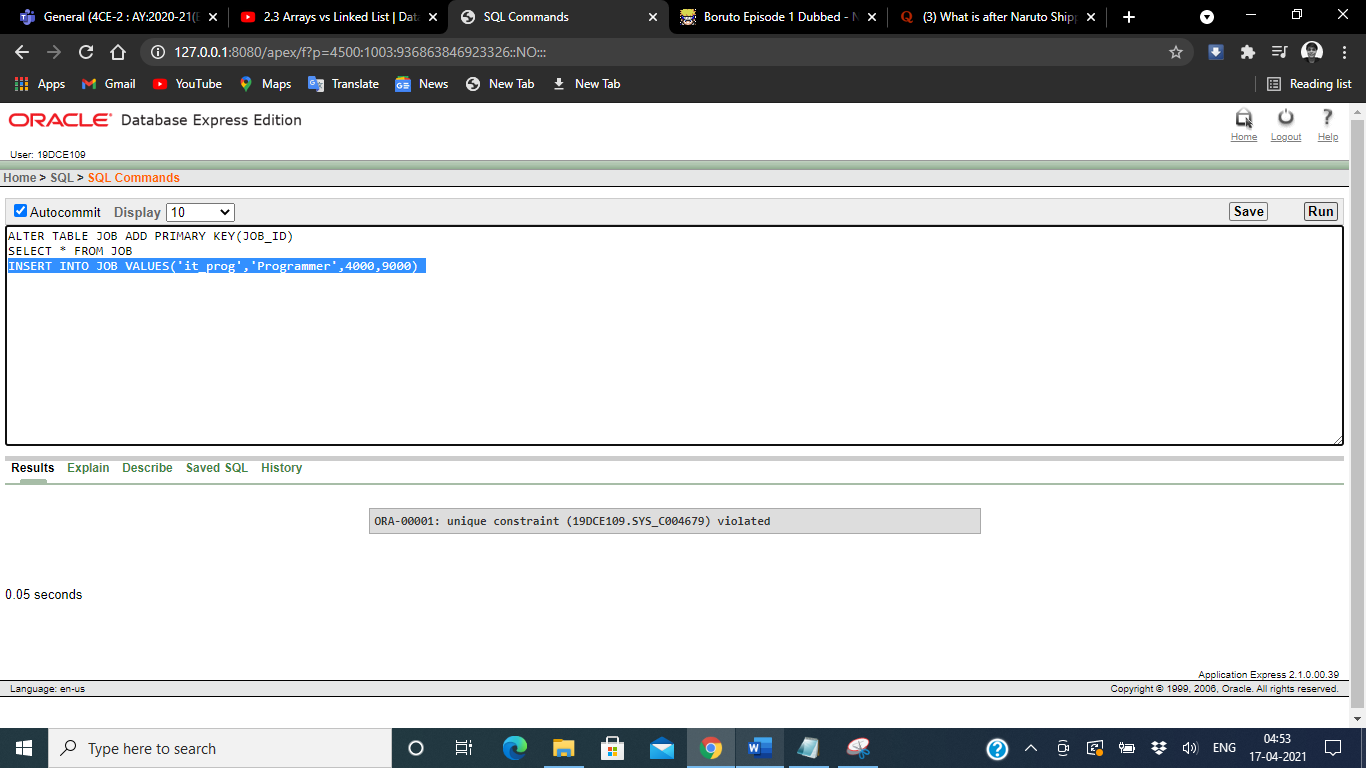 General (4CE-2 : AY:2020-21(E
2.3 Arrays vs Linked List | Dat
SQL Commands
Boruto Episode 1 Dubbed - N
(3) What is after Naruto Ship
127.0.0.1:8080/apex/f?p=4500:1003:936863846923326::NO:::
Apps
Gmail
YouTube
Maps
Translate
News
New Tab
New Tab
Reading list
ORACLE Database Express Edition
Home
Logout
Help
User: 19DCE109
Home > SQL > SQL Commands
Autocommit Display 10
Save
Run
ALTER TABLE JOB ADD PRIMARY KEY(JOB_ID)
SELECT * FROM JOB
INSERT INTO JOB VALUES('it_prog','Programmer',4000,9000)
Results Explain Describe Saved SQL History
ORA-00001: unique constraint (19DCE109.SYS_C004679) violated
0.05 seconds
Application Express 2.1.0.00.39
Language: en-us
Copyright © 1999, 2006, Oracle. All rights reserved.
Type here to search
ENG
04:53
17-04-2021